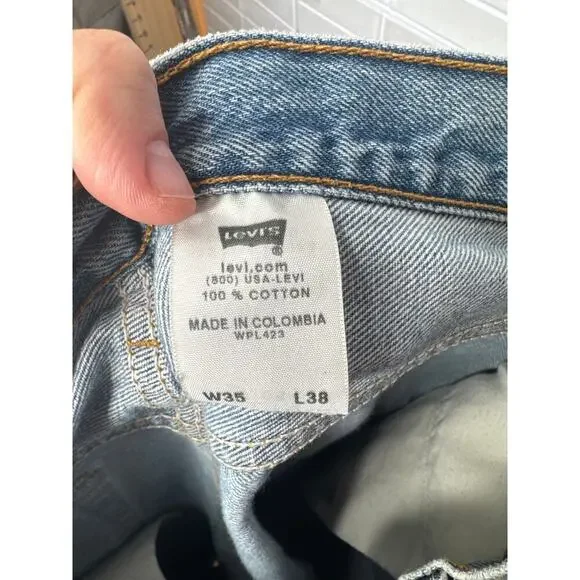 Levi's
®
levi.com
(800) USA-LEVI
100 % COTTON
MADE IN COLOMBIA
WPL423
W35 L38